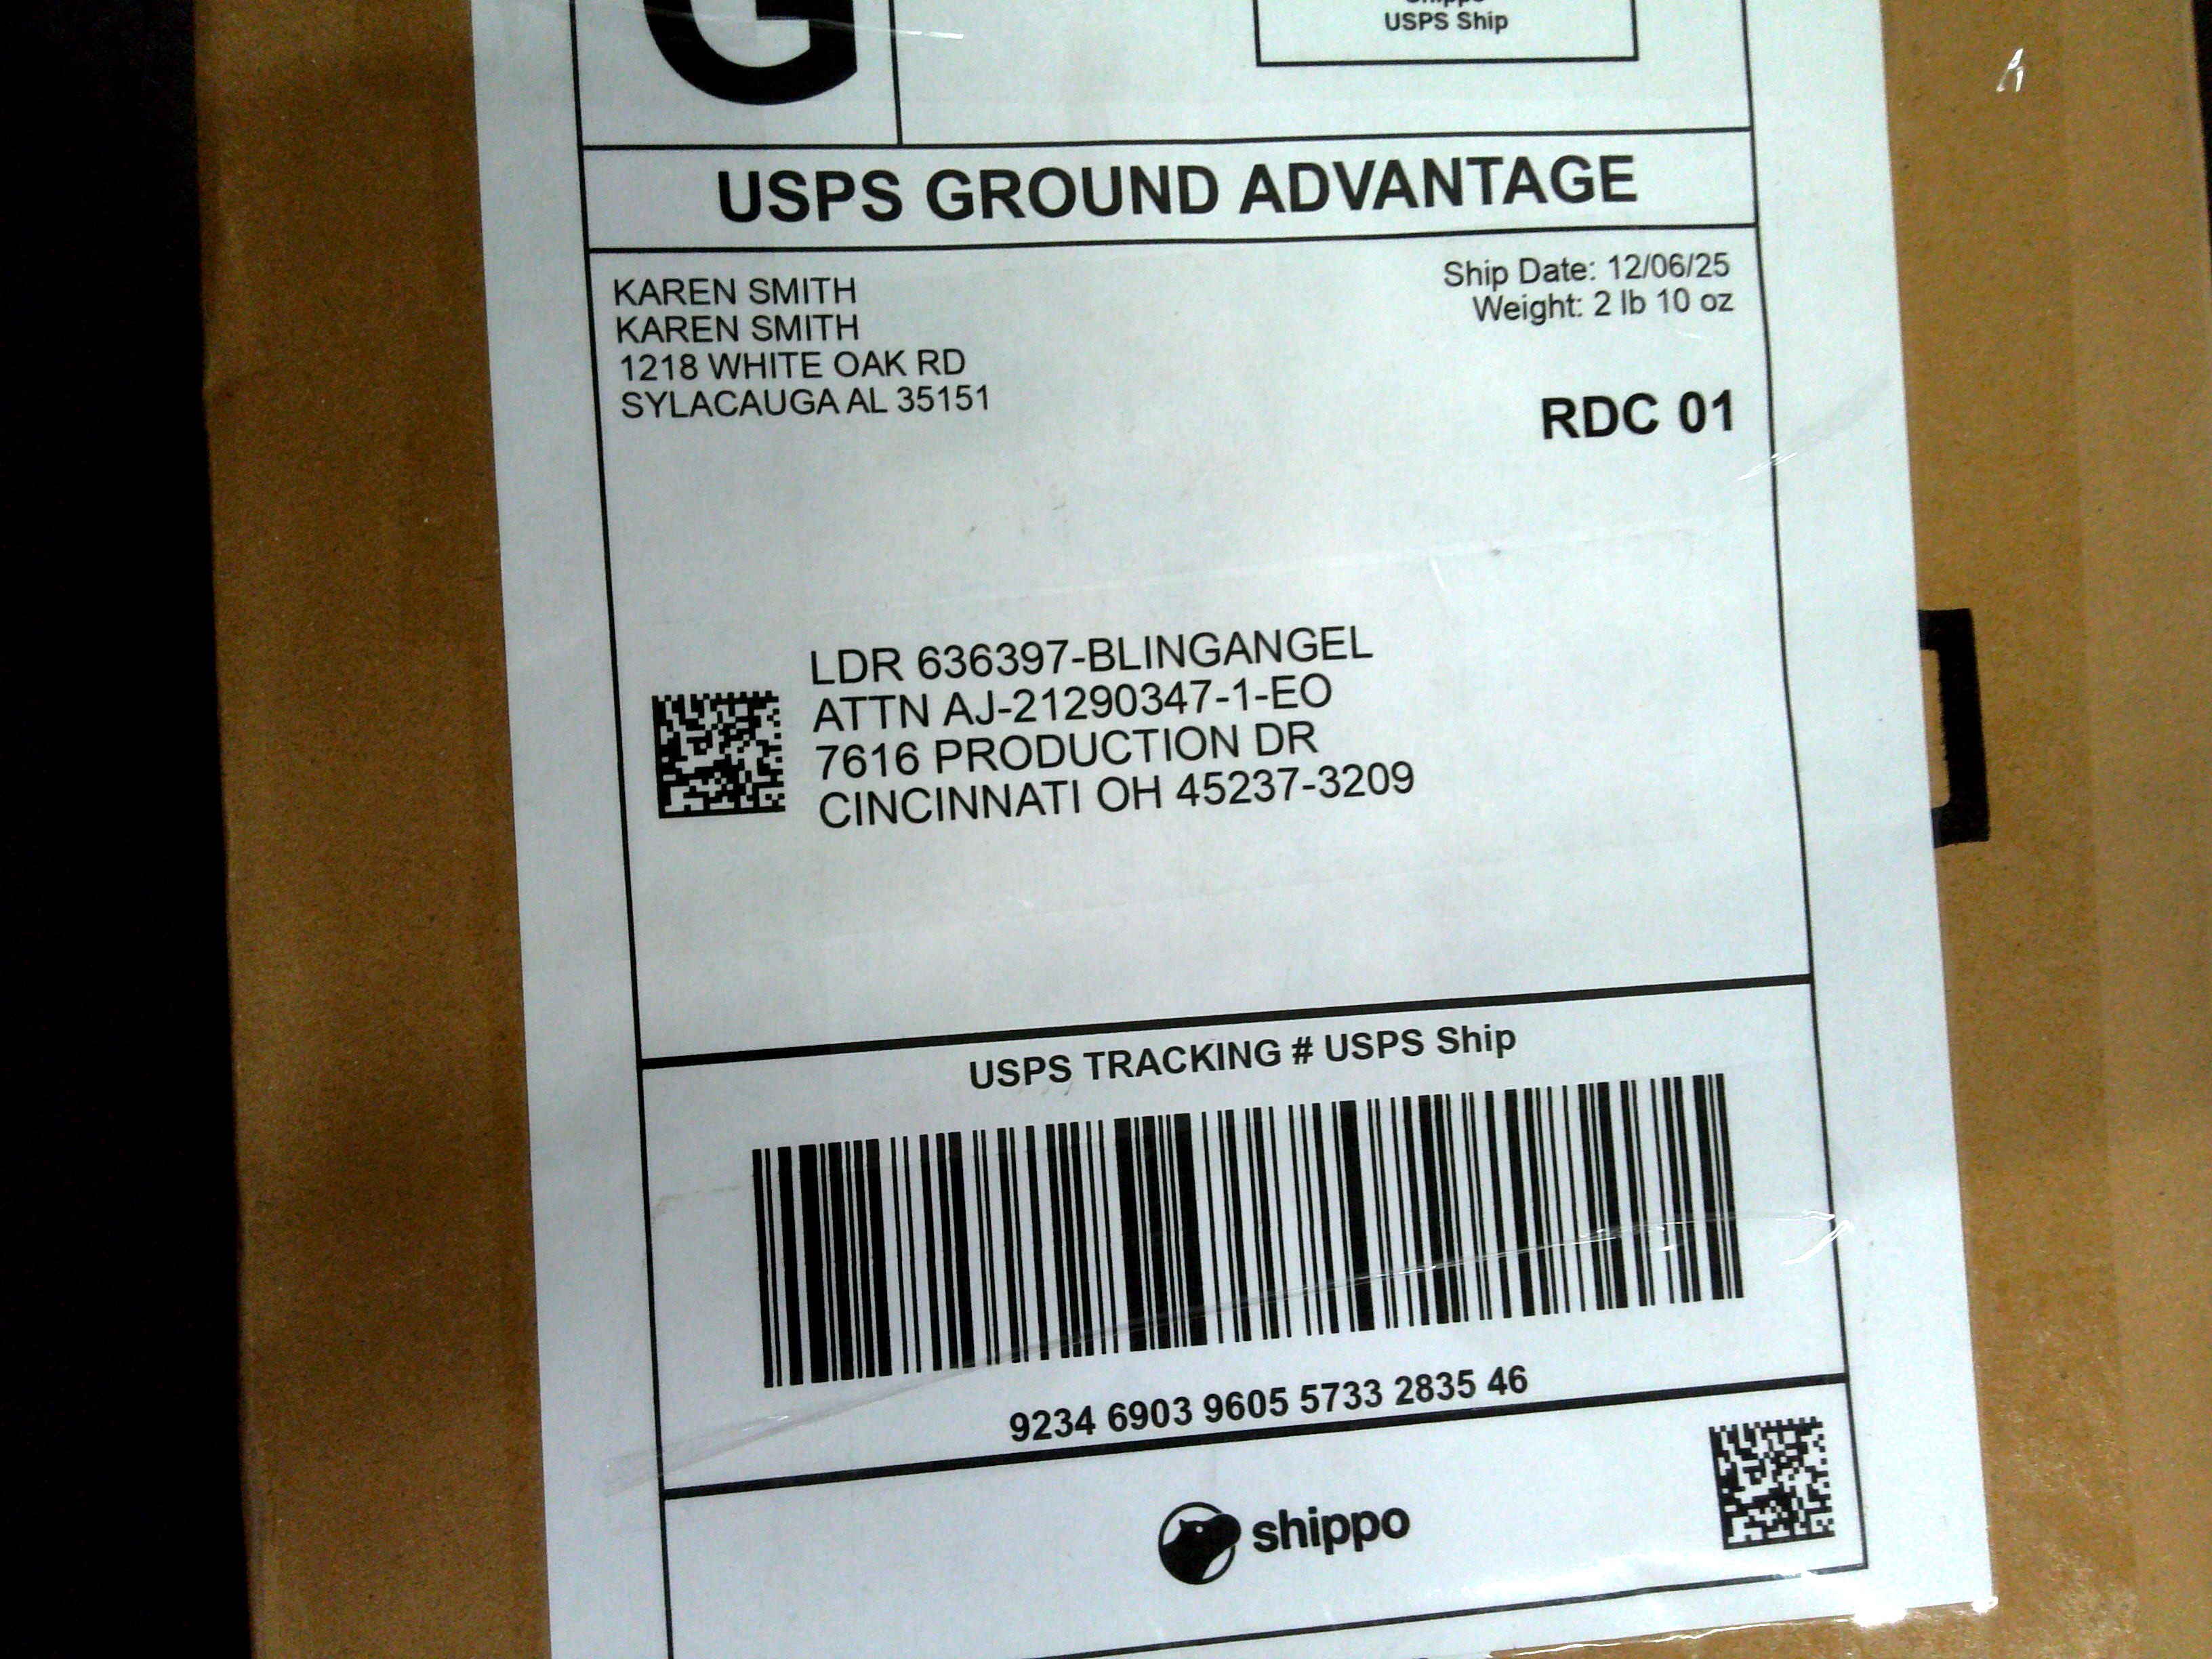 G
USPS Ship
USPS GROUND ADVANTAGE
KAREN SMITH
KAREN SMITH
1218 WHITE OAK RD
SYLACAUGA AL 35151
Ship Date: 12/06/25
Weight: 2 lb 10 oz
RDC 01
LDR 636397-BLINGANGEL
ATTN AJ-21290347-1-EO
7616 PRODUCTION DR
CINCINNATI OH 45237-3209
USPS TRACKING # USPS Ship
9234 6903 9605 5733 2835 46
shippo